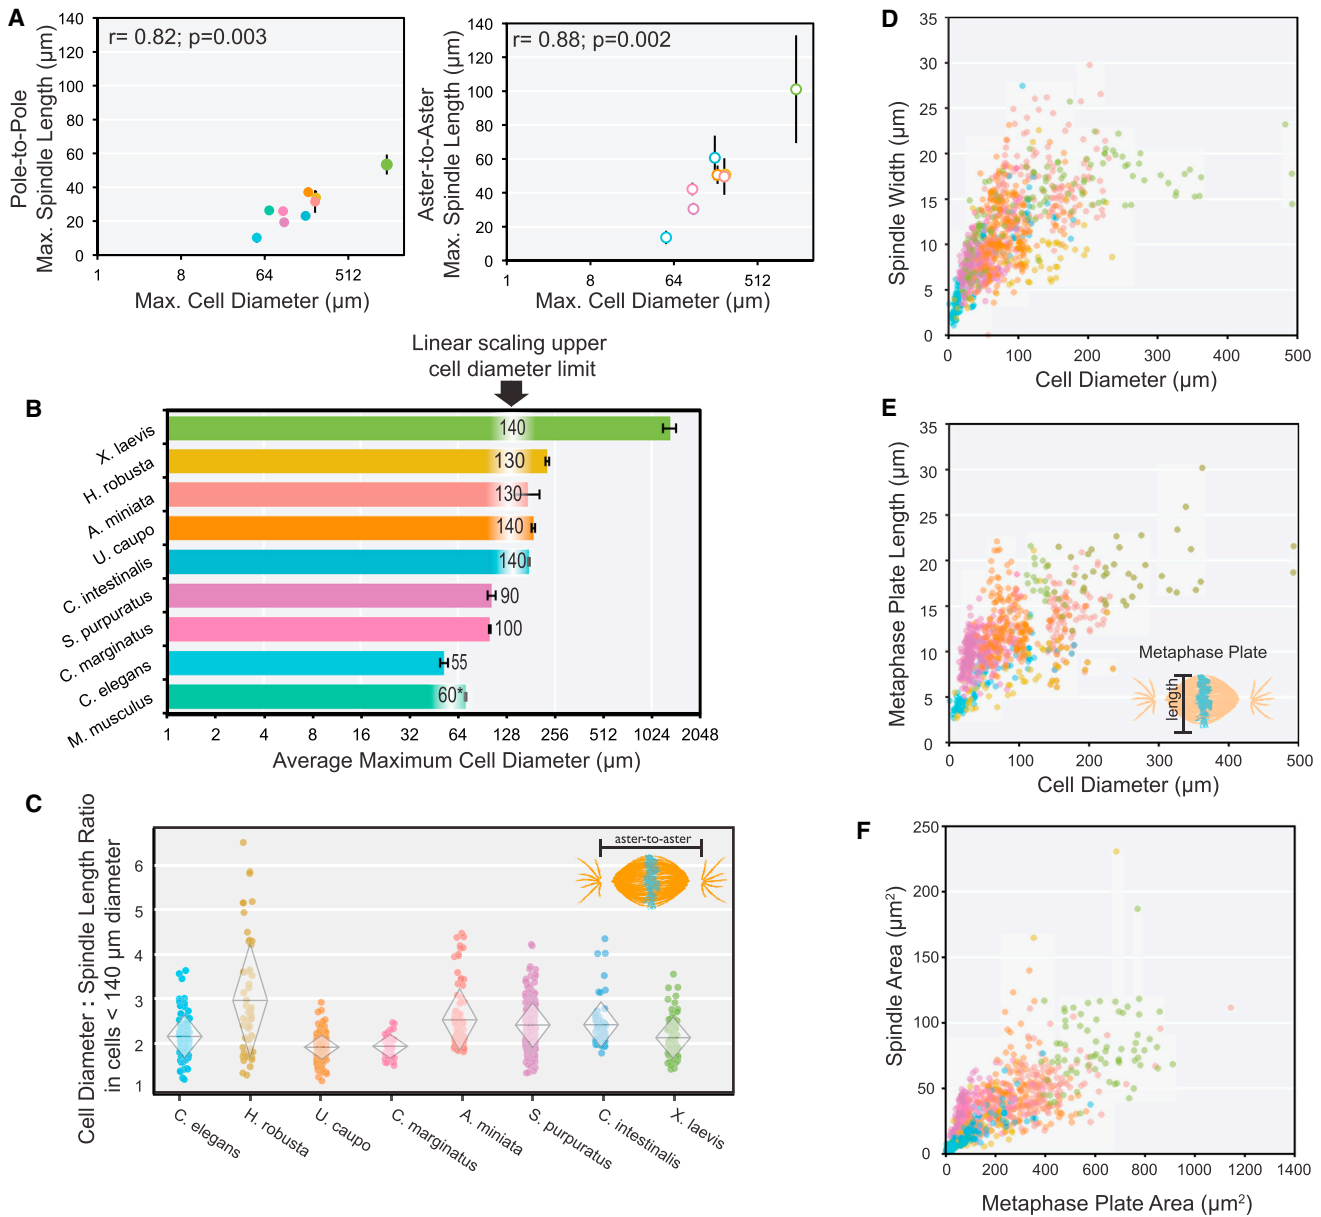 A
r= 0.82; p=0.003
Pole-to-Pole
Max. Spindle Length (µm)
140
120
100
80
60
40
20
0
1
8
64
512
Max. Cell Diameter (µm)
r= 0.88; p=0.002
Aster-to-Aster
Max. Spindle Length (µm)
140
120
100
80
60
40
20
0
1
8
64
512
Max. Cell Diameter (µm)
Linear scaling upper
cell diameter limit
B
X. laevis
140
H. robusta
130
A. miniata
130
U. caupo
140
C. intestinalis
140
S. purpuratus
90
C. marginatus
100
C. elegans
55
M. musculus
60*
1
2
4
8
16
32
64
128
256
512
1024
2048
Average Maximum Cell Diameter (µm)
C
Cell Diameter : Spindle Length Ratio
in cells < 140 µm diameter
6
5
4
3
2
1
aster-to-aster
C. elegans
H. robusta
U. caupo
C. marginatus
A. miniata
S. purpuratus
C. intestinalis
X. laevis
D
Spindle Width (µm)
35
30
25
20
15
10
5
0
0
100
200
300
400
500
Cell Diameter (µm)
E
Metaphase Plate Length (µm)
35
30
25
20
15
10
5
0
Metaphase Plate
length
0
100
200
300
400
500
Cell Diameter (µm)
F
Spindle Area (µm²)
250
200
150
100
50
0
0
200
400
600
800
1000
1200
1400
Metaphase Plate Area (µm²)